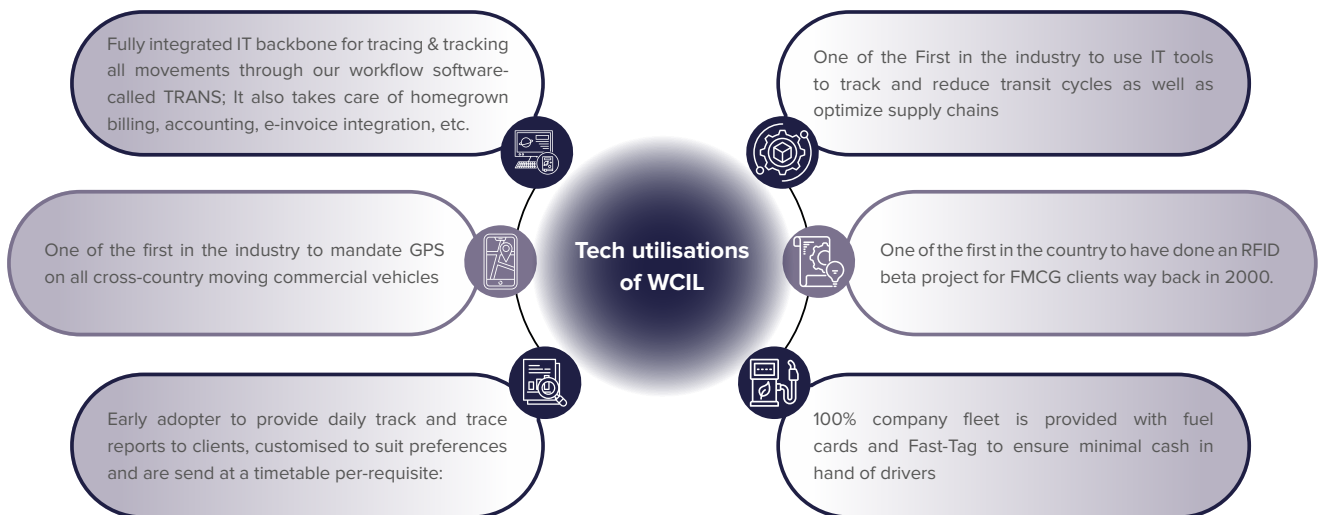 Fully integrated IT backbone for tracing & tracking
all movements through our workflow software-
called TRANS; It also takes care of homegrown
billing, accounting, e-invoice integration, etc.
One of the First in the industry to use IT tools
to track and reduce transit cycles as well as
optimize supply chains
One of the first in the industry to mandate GPS
on all cross-country moving commercial vehicles
Tech utilisations
of WCIL
One of the first in the country to have done an RFID
beta project for FMCG clients way back in 2000.
Early adopter to provide daily track and trace
reports to clients, customised to suit preferences
and are send at a timetable per-requisite:
100% company fleet is provided with fuel
cards and Fast-Tag to ensure minimal cash in
hand of drivers